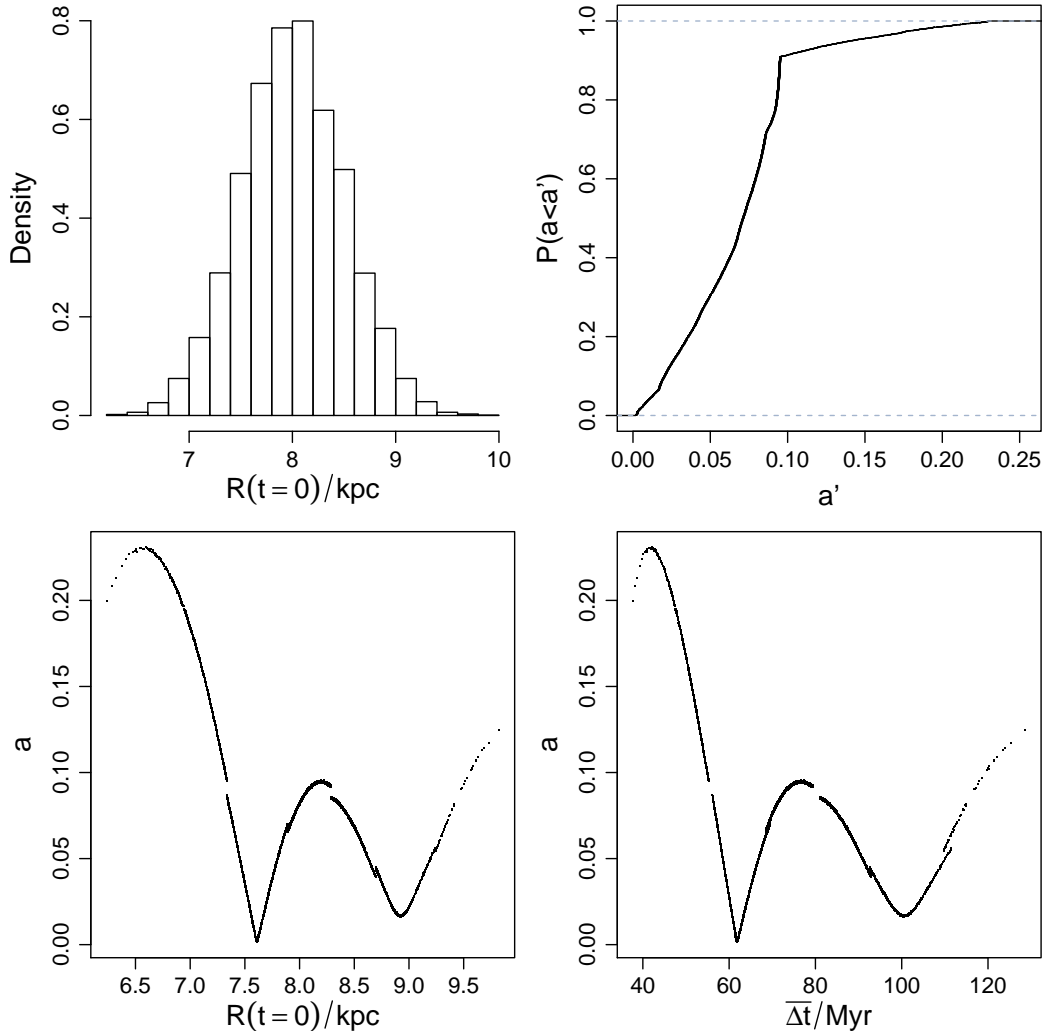 Density
0.0 0.2 0.4 0.6 0.8
7 8 9 10
R(t = 0)/kpc
P(a<a')
0.0 0.2 0.4 0.6 0.8 1.0
0.00 0.05 0.10 0.15 0.20 0.25
a'
a
0.00 0.05 0.10 0.15 0.20
6.5 7.0 7.5 8.0 8.5 9.0 9.5
R(t = 0)/kpc
a
0.00 0.05 0.10 0.15 0.20
40 60 80 100 120
Δt/Myr